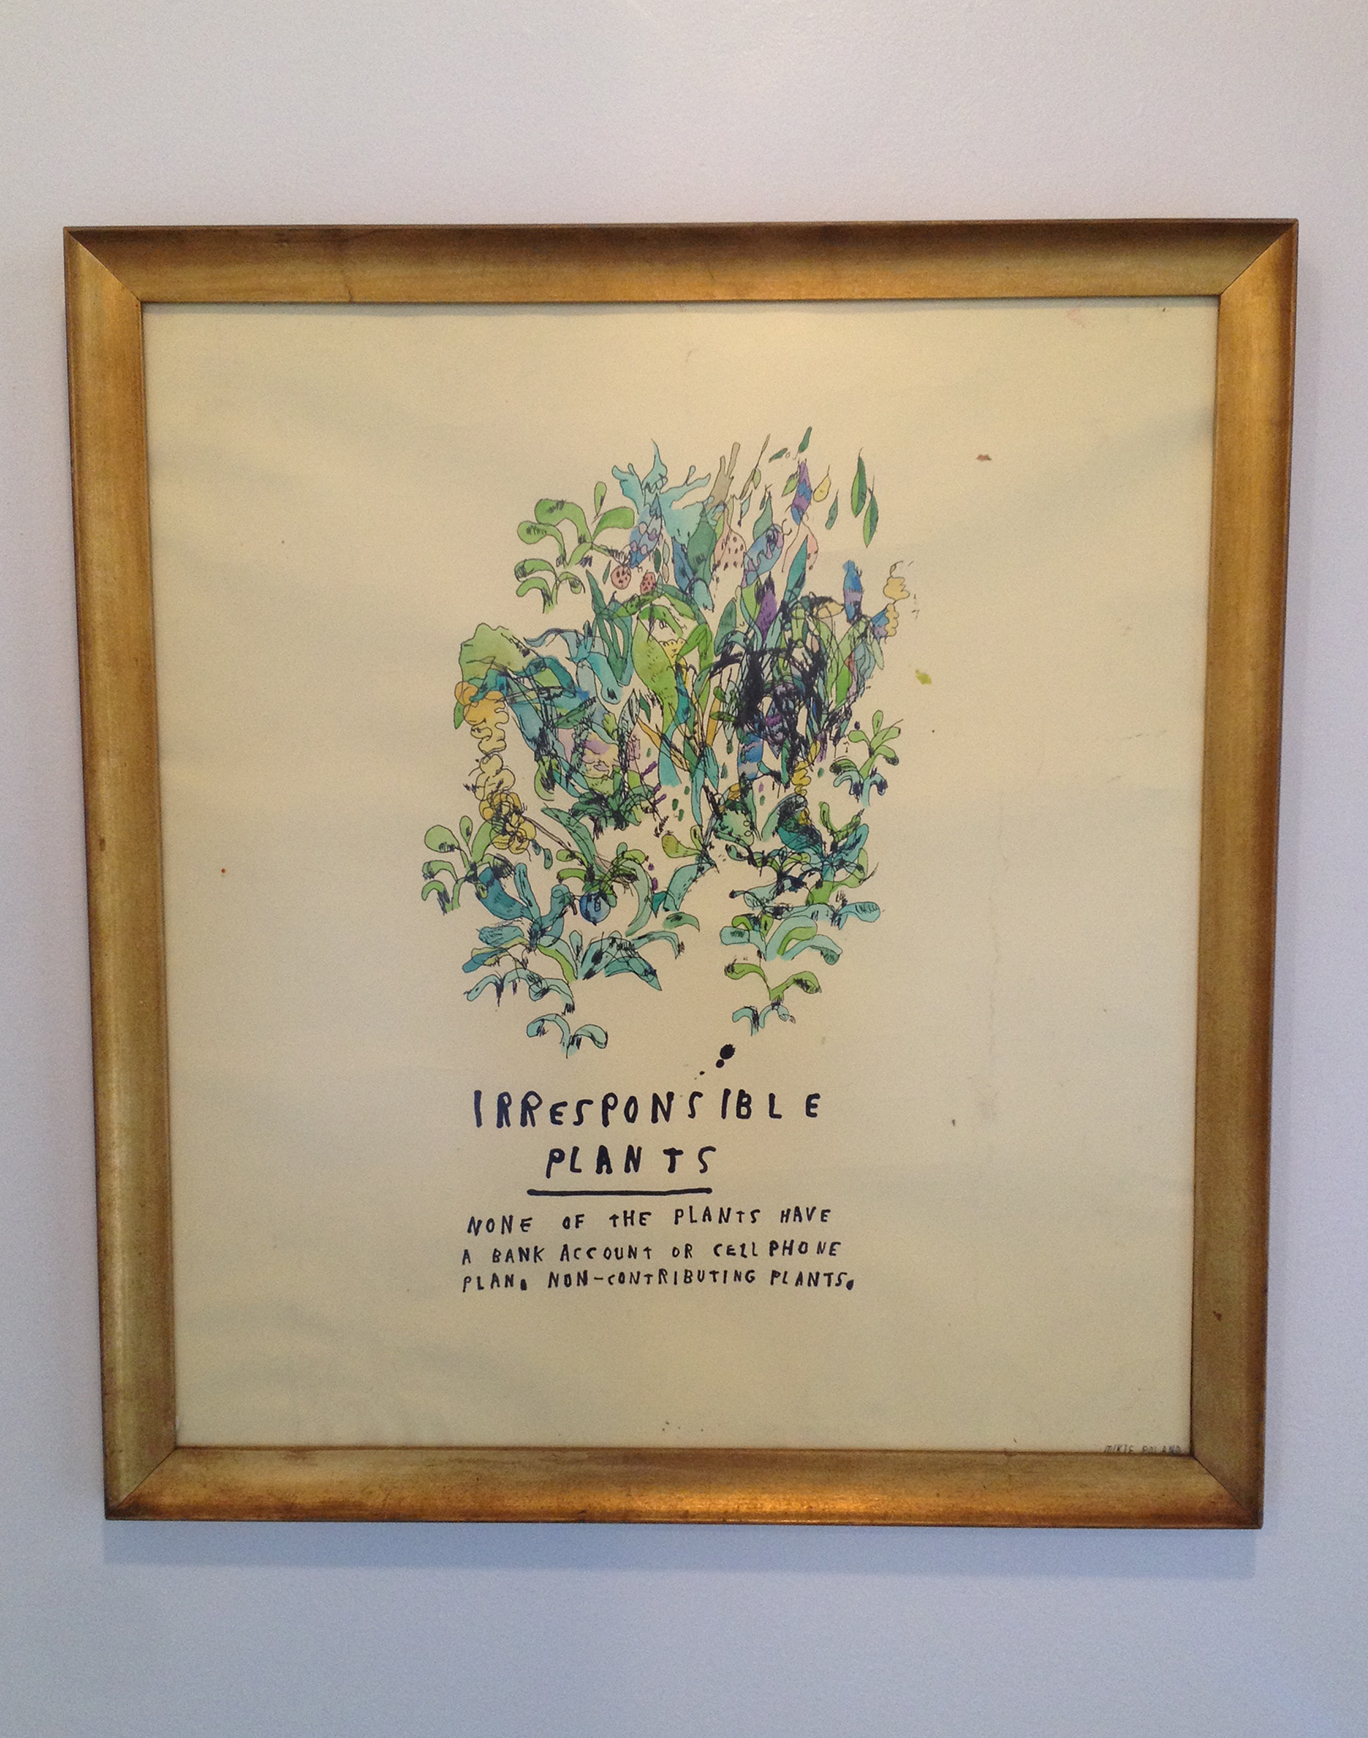 IRRESPONSIBLE
PLANTS
NONE OF THE PLANTS HAVE
A BANK ACCOUNT OR CELL PHONE
PLAN. NON-CONTRIBUTING PLANTS.